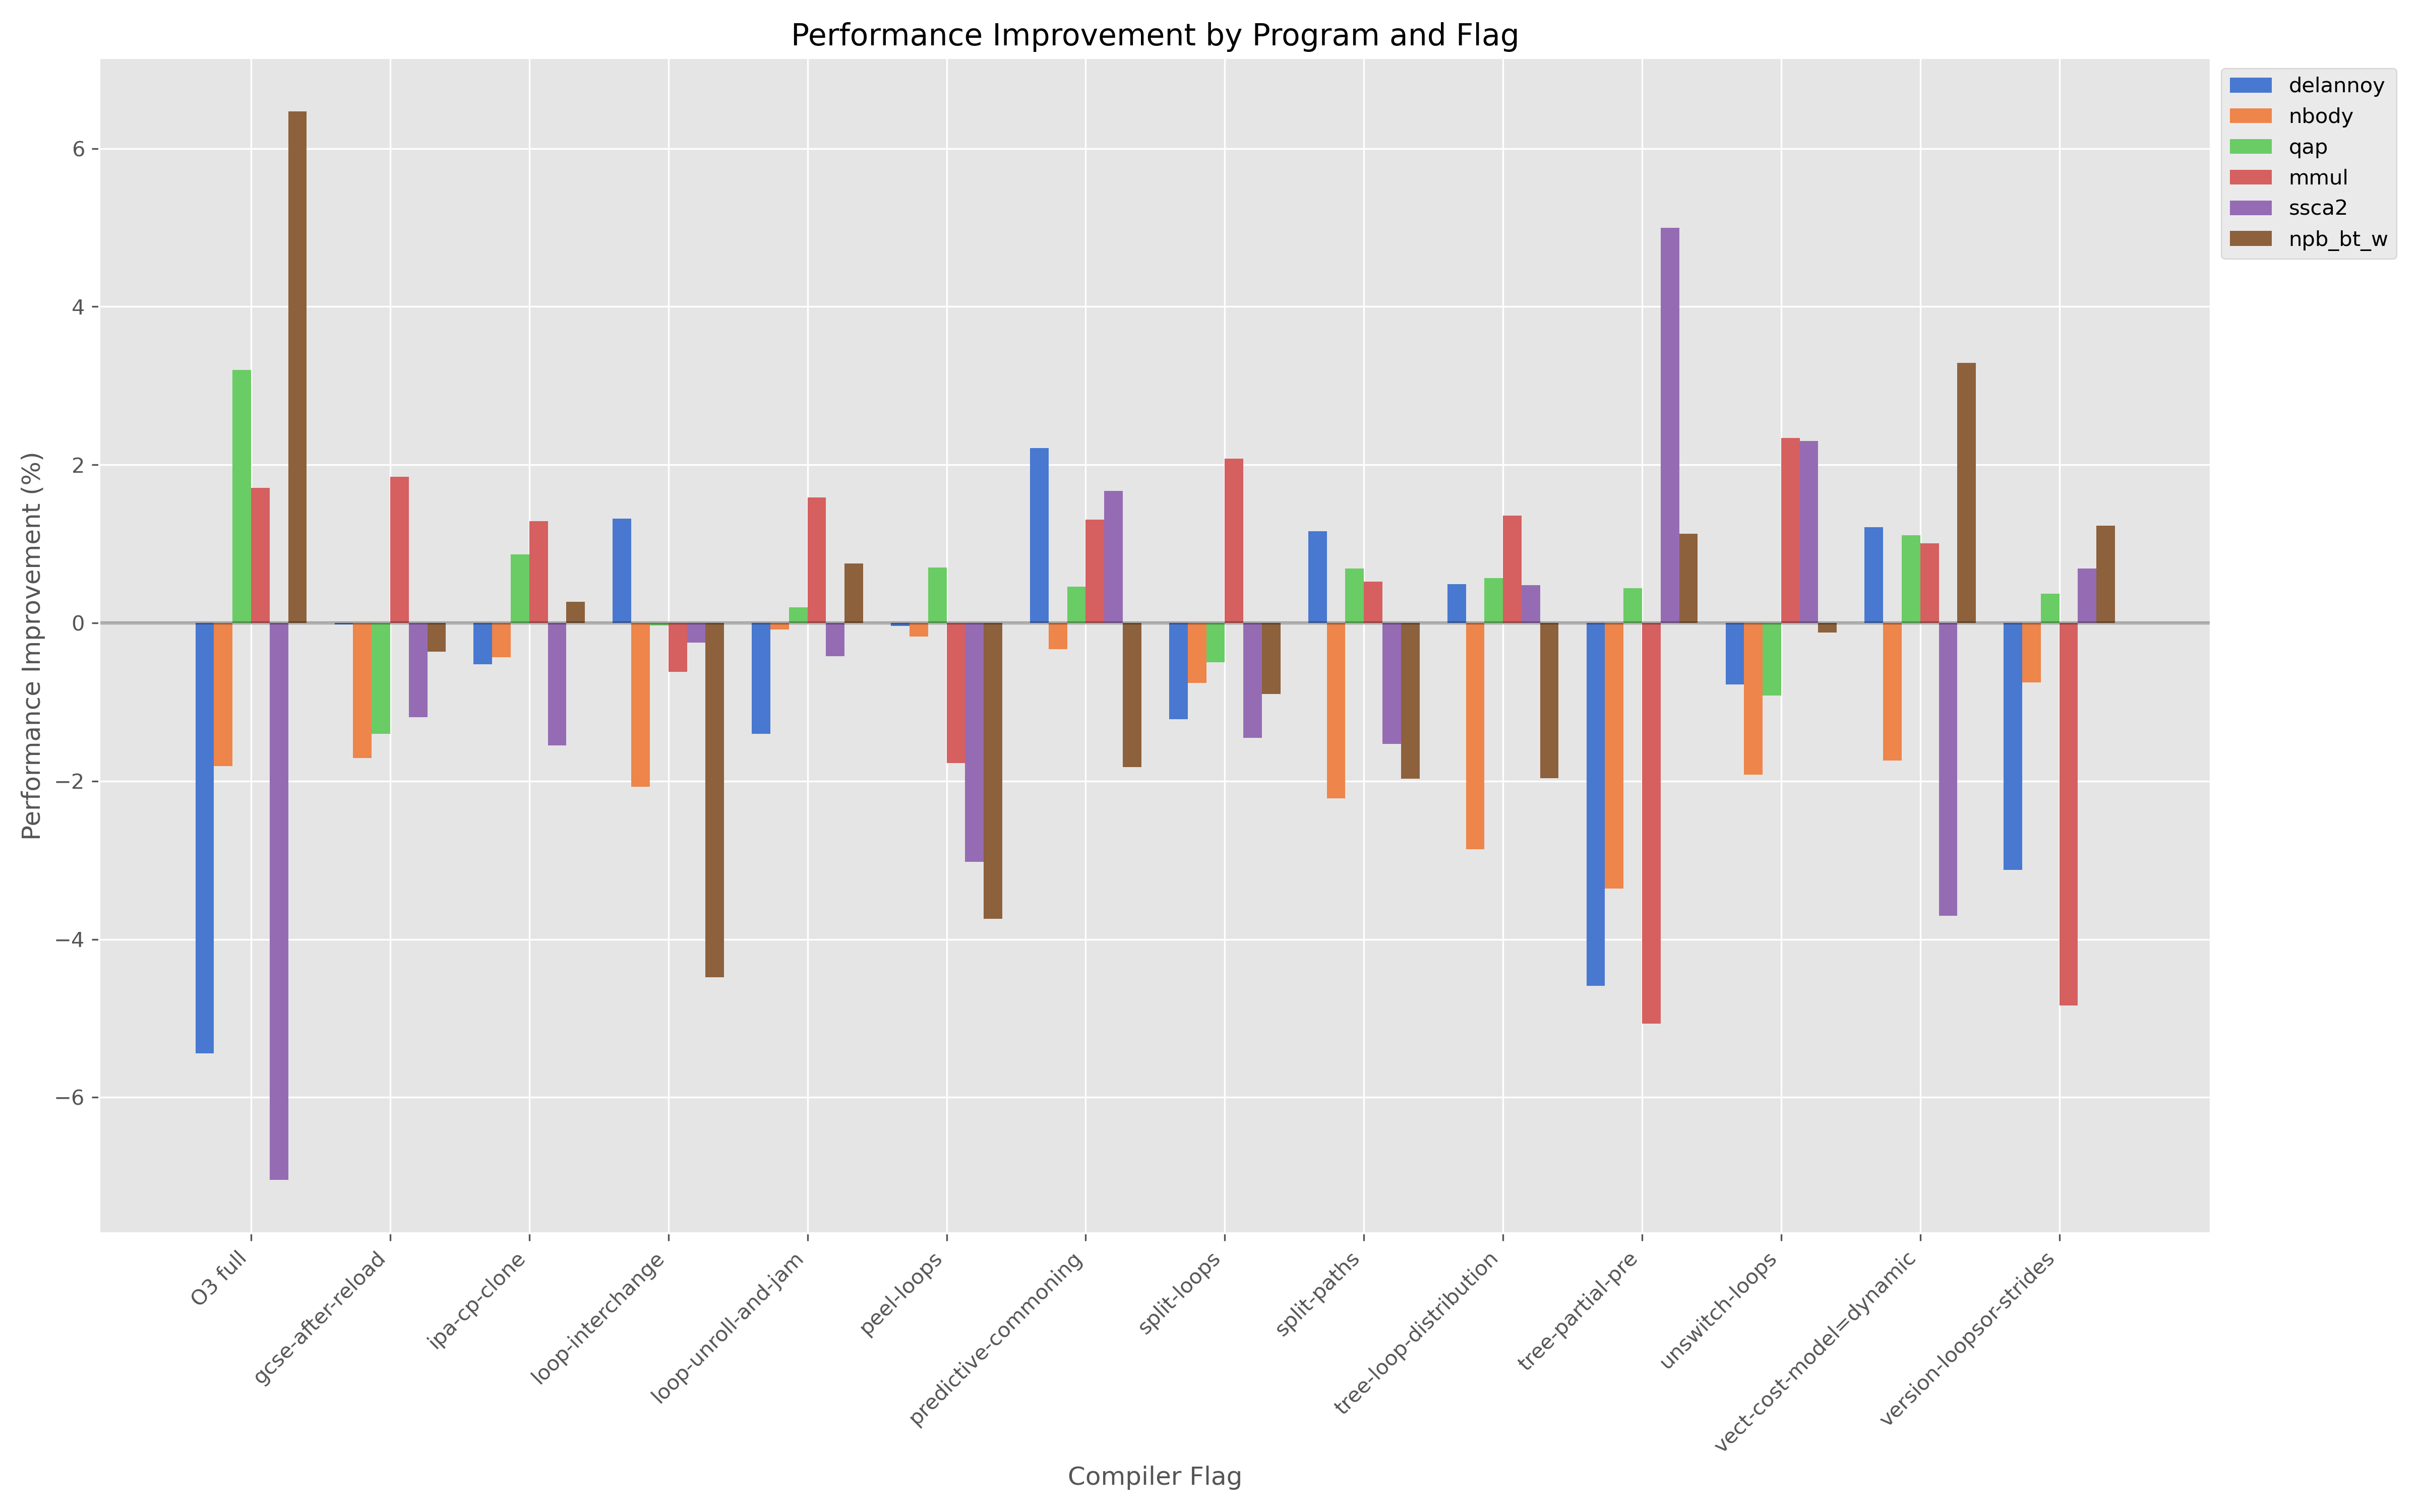 Performance Improvement by Program and Flag
delannoy
nbody
qap
mmul
ssca2
npb_bt_w
Performance Improvement (%)
6
4
2
0
−2
−4
−6
O3 full
gcse-after-reload
ipa-cp-clone
loop-interchange
loop-unroll-and-jam
peel-loops
predictive-commoning
split-loops
split-paths
tree-loop-distribution
tree-partial-pre
unswitch-loops
vect-cost-model=dynamic
version-loopsor-strides
Compiler Flag